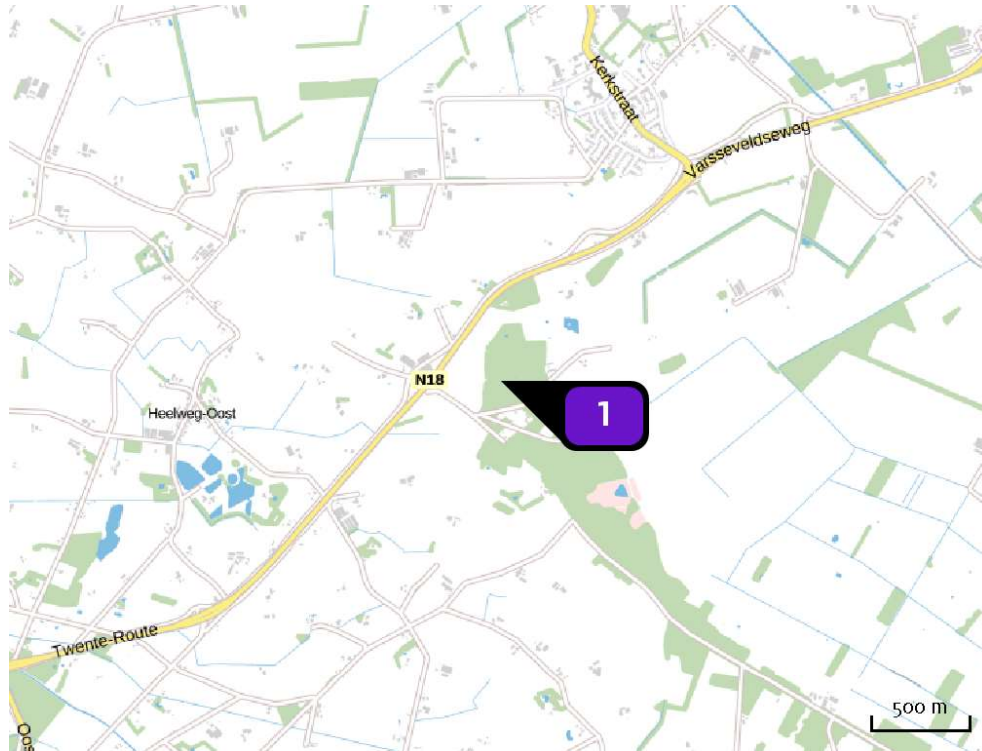 Kerkstraat
Varsseveldseweg
N18
1
Heelweg-Oost
Twente-Route
500 m